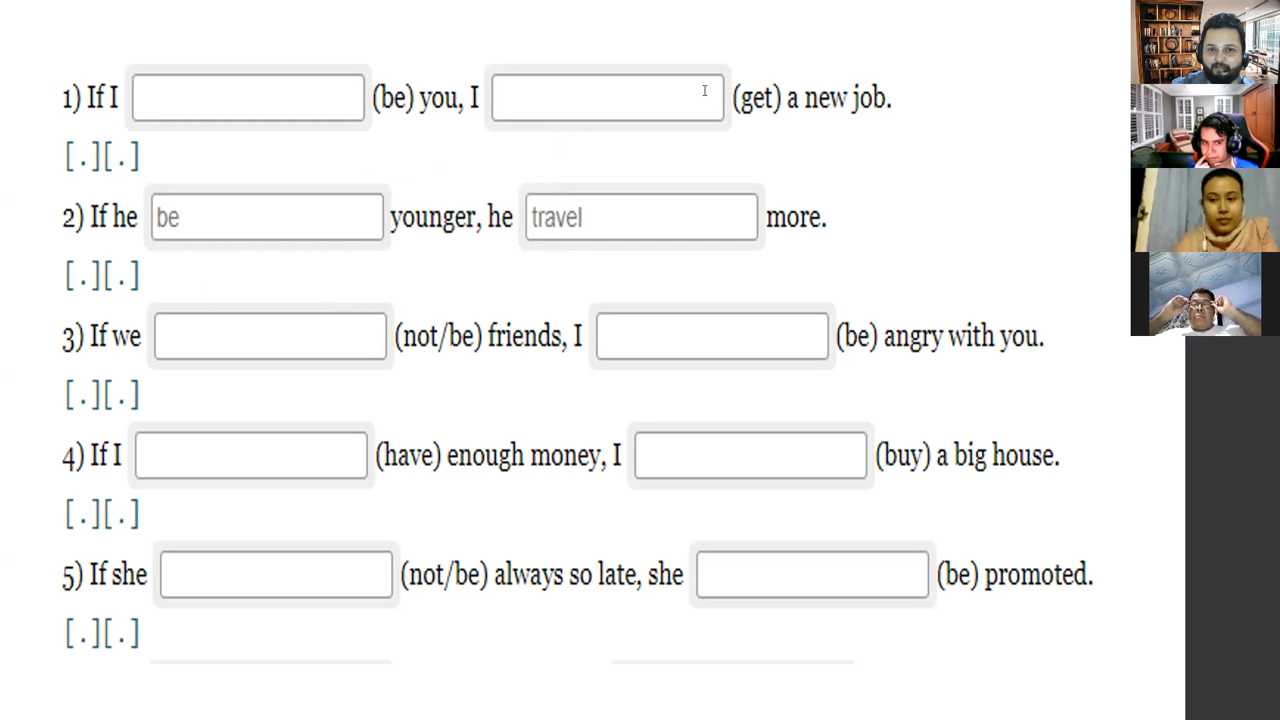 1) If I (be) you, I (get) a new job.
[ . ][ . ]
2) If he be younger, he travel more.
[ . ][ . ]
3) If we (not/be) friends, I (be) angry with you.
[ . ][ . ]
4) If I (have) enough money, I (buy) a big house.
[ . ][ . ]
5) If she (not/be) always so late, she (be) promoted.
[ . ][ . ]